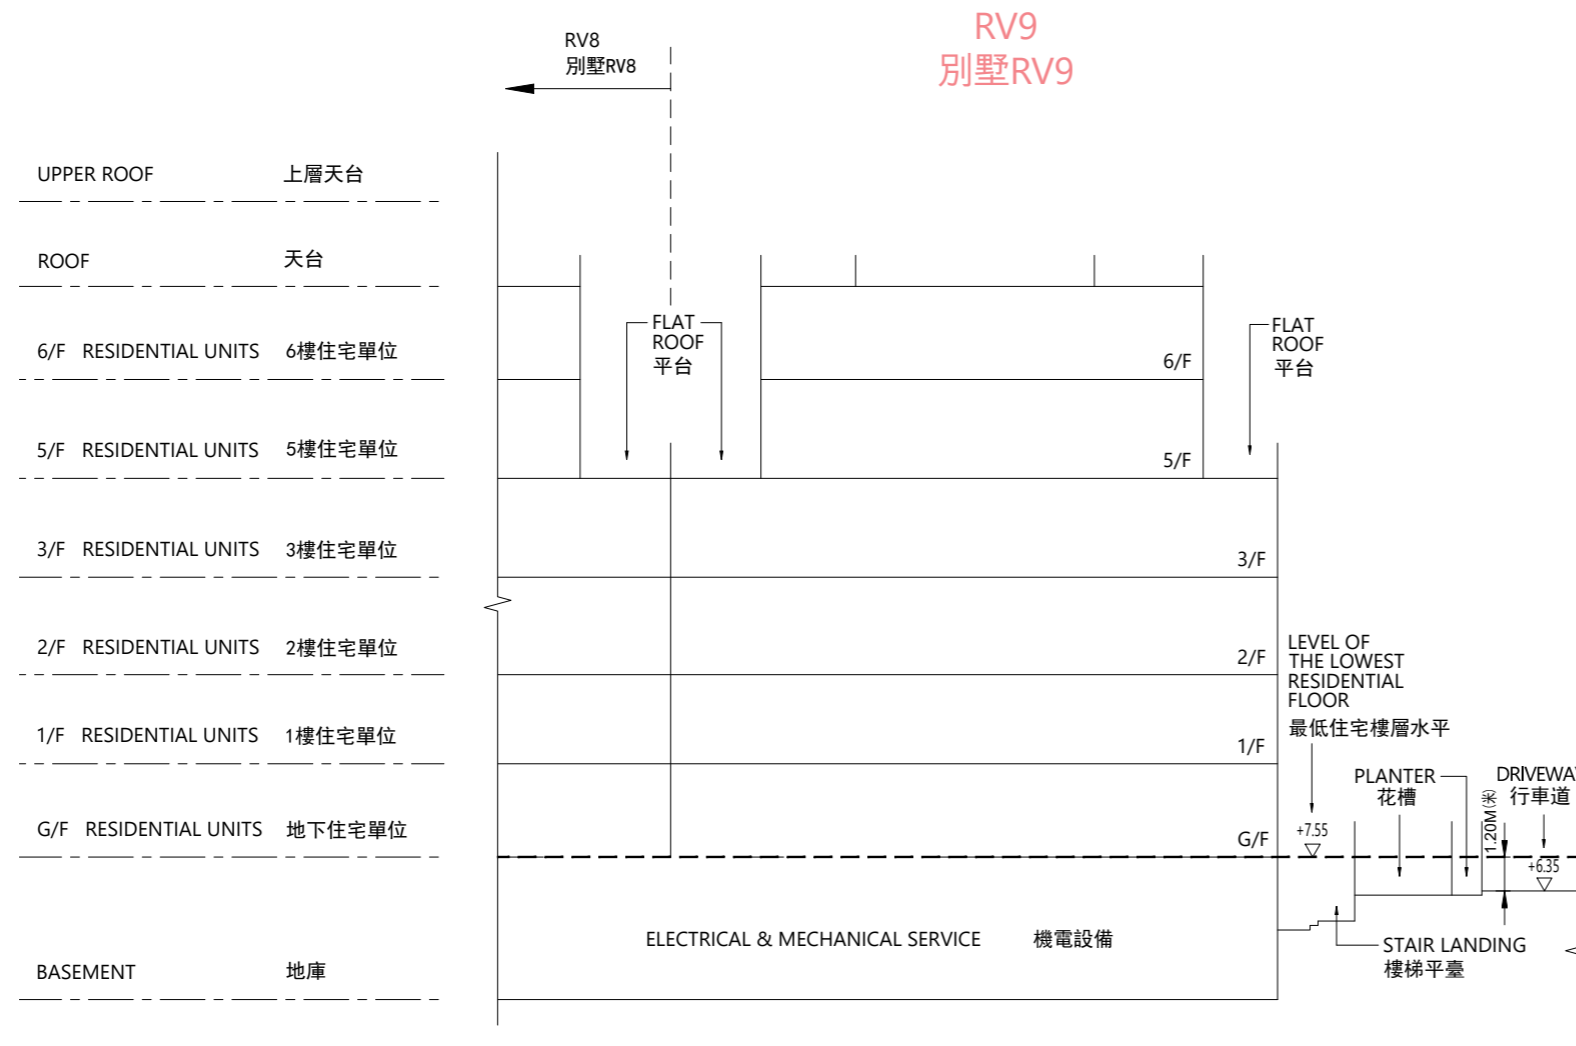 RV9
別墅RV9
RV8
別墅RV8
UPPER ROOF 上層天台
ROOF 天台
6/F RESIDENTIAL UNITS 6樓住宅單位
5/F RESIDENTIAL UNITS 5樓住宅單位
3/F RESIDENTIAL UNITS 3樓住宅單位
2/F RESIDENTIAL UNITS 2樓住宅單位
1/F RESIDENTIAL UNITS 1樓住宅單位
G/F RESIDENTIAL UNITS 地下住宅單位
BASEMENT 地庫
FLAT
ROOF
平台
FLAT
ROOF
平台
6/F
5/F
3/F
2/F
1/F
G/F
LEVEL OF
THE LOWEST
RESIDENTIAL
FLOOR
最低住宅樓層水平
+7.55
PLANTER
花槽
1.20M(米)
DRIVEWA
行車道
+6.35
ELECTRICAL & MECHANICAL SERVICE 機電設備
STAIR LANDING
樓梯平臺